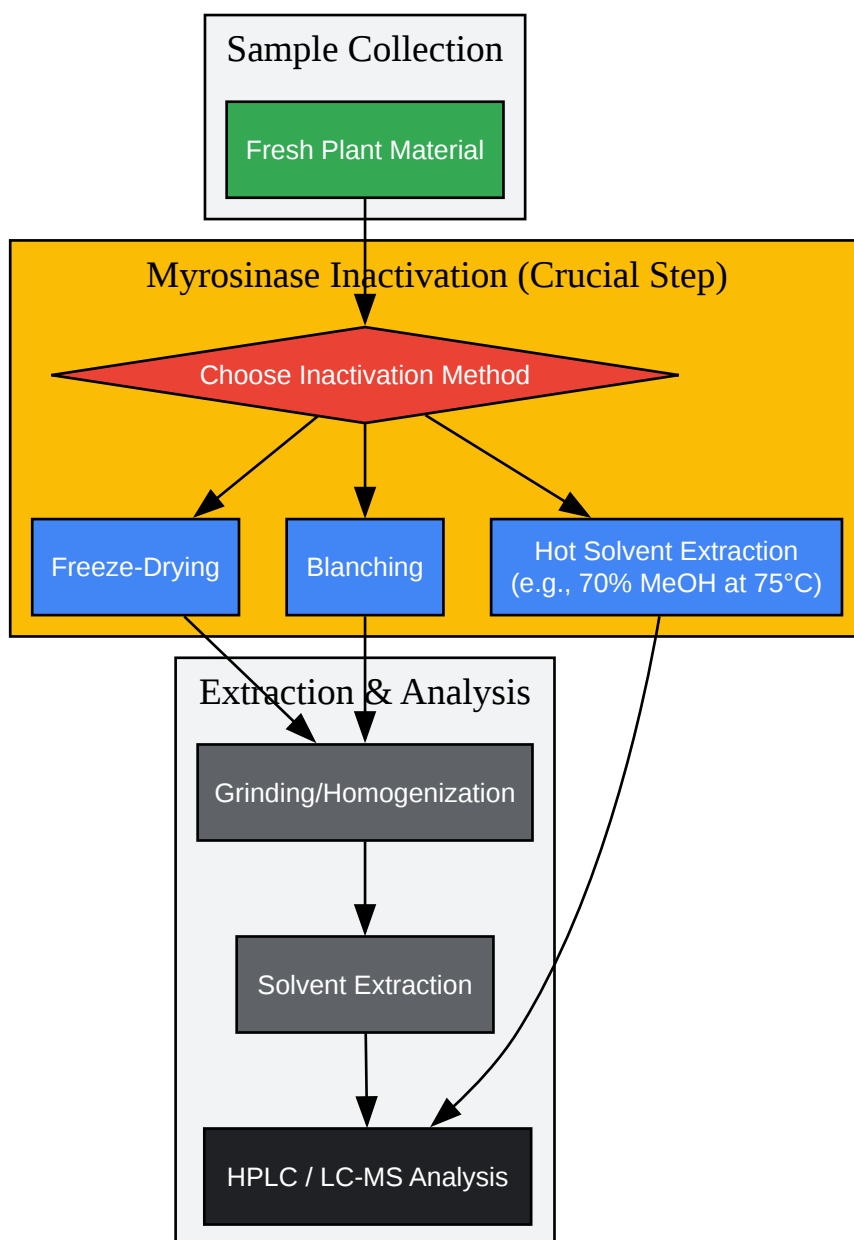 Sample Collection
Fresh Plant Material
Myrosinase Inactivation (Crucial Step)
Choose Inactivation Method
Freeze-Drying
Blanching
Hot Solvent Extraction
(e.g., 70% MeOH at 75°C)
Extraction & Analysis
Grinding/Homogenization
Solvent Extraction
HPLC / LC-MS Analysis